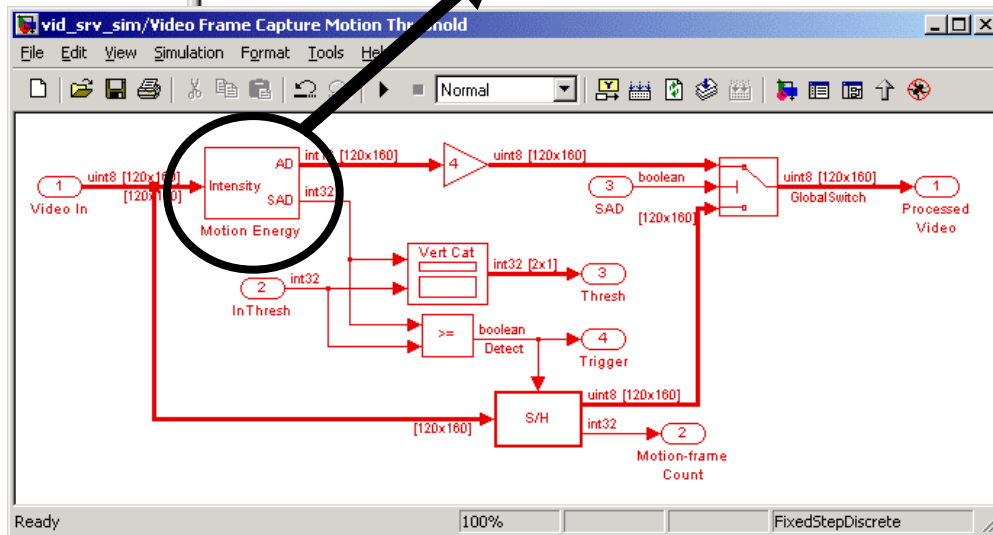 vid_srv_sim/Video Frame Capture Motion Threshold
File Edit View Simulation Format Tools Help
Normal
1
Video In
uint8 [120x160]
[120x160]
Intensity
AD
SAD
Motion Energy
[120x160]
int32
4
uint8 [120x160]
3
boolean
SAD
[120x160]
uint8 [120x160]
GlobalSwitch
1
Processed
Video
2
int32
InThresh
Vert Cat
int32 [2x1]
3
Thresh
>=
boolean
Detect
4
Trigger
[120x160]
S/H
uint8 [120x160]
int32
2
Motion-frame
Count
Ready
100%
FixedStepDiscrete